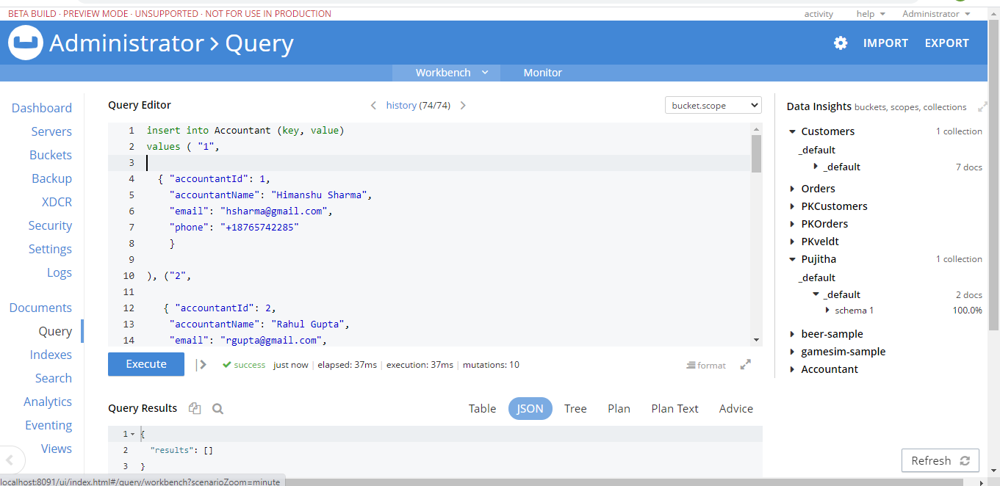 BETA BUILD · PREVIEW MODE · UNSUPPORTED · NOT FOR USE IN PRODUCTION
activity help Administrator
Administrator > Query
IMPORT EXPORT
Workbench Monitor
Dashboard
Servers
Buckets
Backup
XDCR
Security
Settings
Logs
Documents
Query
Indexes
Search
Analytics
Eventing
Views
Query Editor
history (74/74)
bucket.scope
1 insert into Accountant (key, value)
2 values ( "1",
3
4 { "accountantId": 1,
5 "accountantName": "Himanshu Sharma",
6 "email": "hsharma@gmail.com",
7 "phone": "+18765742285"
8 }
9
10 ), ("2",
11
12 { "accountantId": 2,
13 "accountantName": "Rahul Gupta",
14 "email": "rgupta@gmail.com",
Execute
success just now | elapsed: 37ms | execution: 37ms | mutations: 10
format
Query Results
Table JSON Tree Plan Plan Text Advice
1 {
2 "results": []
3 }
Data Insights buckets, scopes, collections
Customers 1 collection
_default
_default 7 docs
Orders
PKCustomers
PKOrders
PKveldt
Pujitha 1 collection
_default
_default 2 docs
schema 1 100.0%
beer-sample
gamesim-sample
Accountant
Refresh
localhost:8091/ui/index.html#/query/workbench?scenarioZoom=minute